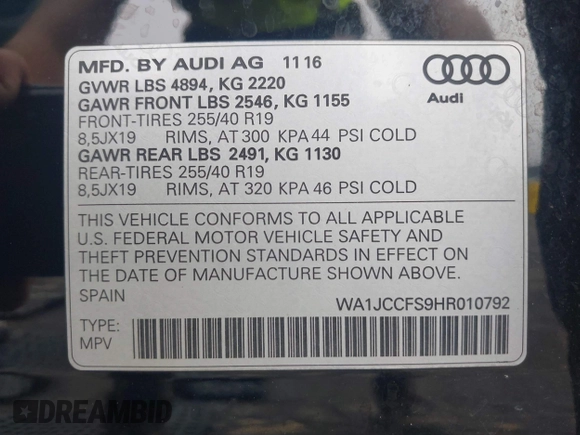 MFD. BY AUDI AG 11 16
GVWR LBS 4894, KG 2220
GAWR FRONT LBS 2546, KG 1155
FRONT-TIRES 255/40 R19
8,5JX19 RIMS, AT 300 KPA 44 PSI COLD
GAWR REAR LBS 2491, KG 1130
REAR-TIRES 255/40 R19
8,5JX19 RIMS, AT 320 KPA 46 PSI COLD
Audi
THIS VEHICLE CONFORMS TO ALL APPLICABLE
U.S. FEDERAL MOTOR VEHICLE SAFETY AND
THEFT PREVENTION STANDARDS IN EFFECT ON
THE DATE OF MANUFACTURE SHOWN ABOVE.
SPAIN WA1JCCFS9HR010792
TYPE:
MPV
DREAMBID